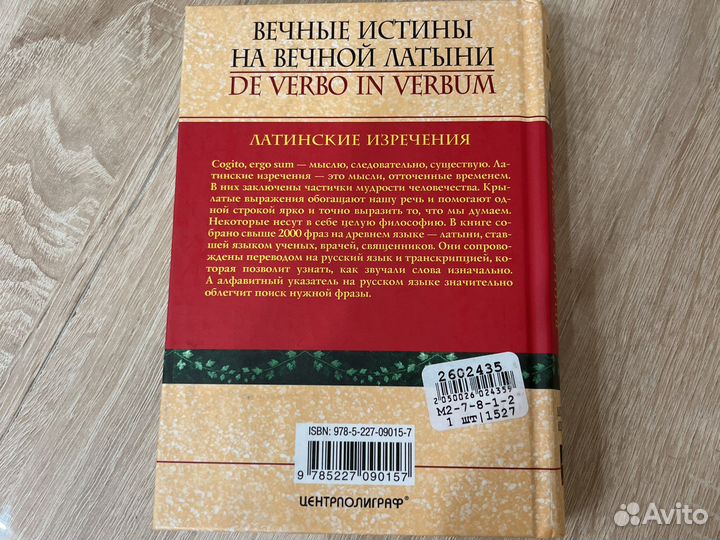 ВЕЧНЫЕ ИСТИНЫ
НА ВЕЧНОЙ ЛАТЫНИ
DE VERBO IN VERBUM
ЛАТИНСКИЕ ИЗРЕЧЕНИЯ
Cogito, ergo sum — мыслю, следовательно, существую. Ла-
тинские изречения — это мысли, отточенные временем.
В них заключены частички мудрости человечества. Кры-
латые выражения обогащают нашу речь и помогают од-
ной строкой ярко и точно выразить то, что мы думаем.
Некоторые несут в себе целую философию. В книге со-
брано свыше 2000 фраз на древнем языке — латыни, став-
шей языком ученых, врачей, священников. Они сопрово-
ждены переводом на русский язык и транскрипцией, ко-
торая позволит узнать, как звучали слова изначально.
А алфавитный указатель на русском языке значительно
облегчит поиск нужной фразы.
2602435
2 050026 024359
М2-7-8-1-2
1 шт|1527
ISBN: 978-5-227-09015-7
9 785227 090157
ЦЕНТРПОЛИГРАФ®
Avito